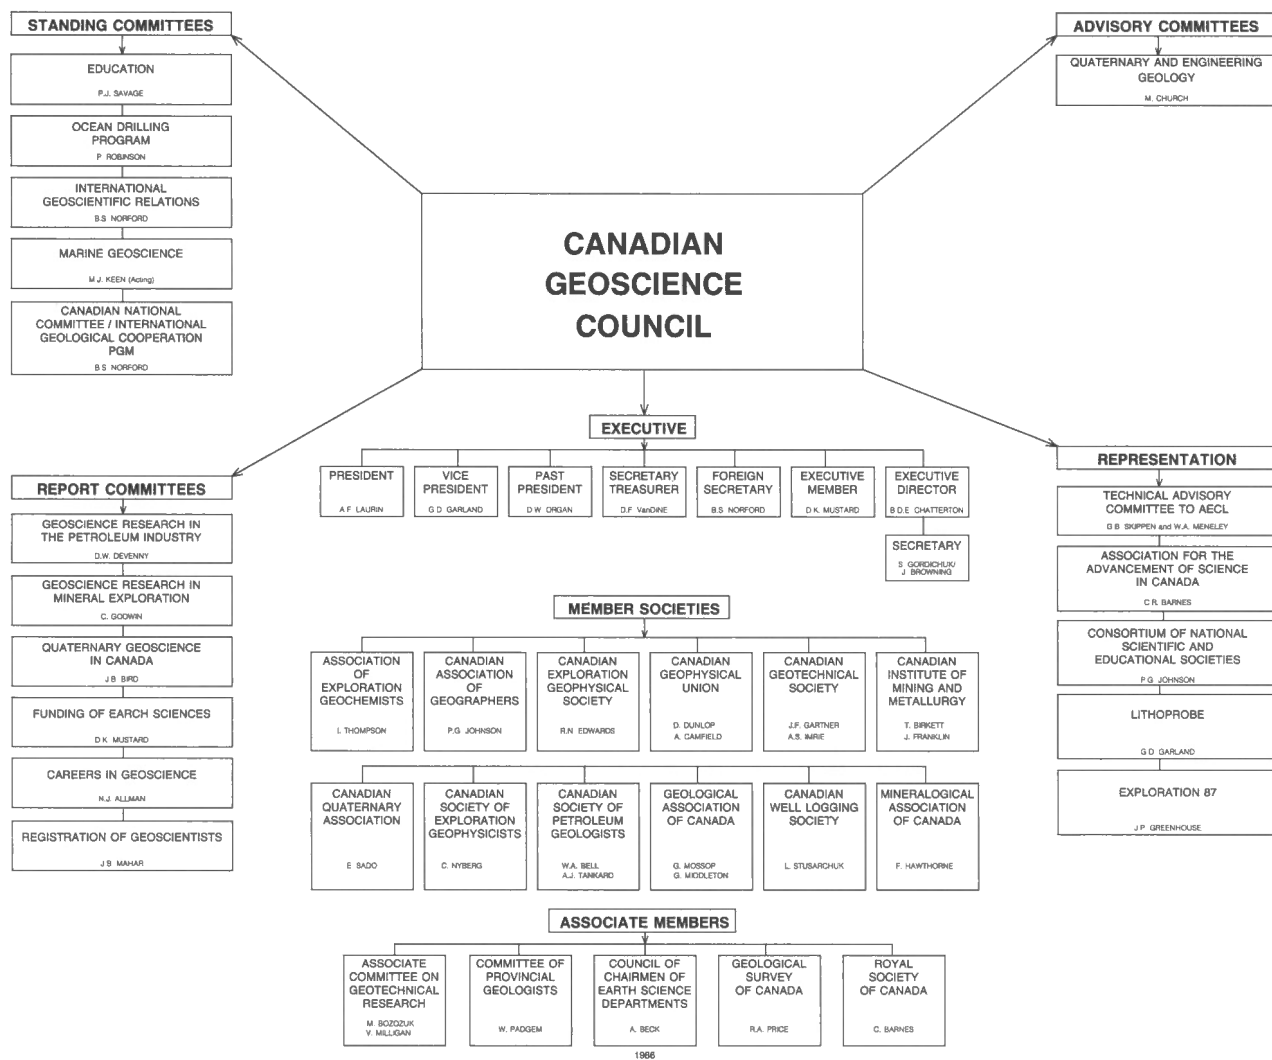 STANDING COMMITTEES
EDUCATION
P.J. SAVAGE
OCEAN DRILLING
PROGRAM
P ROBINSON
INTERNATIONAL
GEOSCIENTIFIC RELATIONS
B.S NORFORD
MARINE GEOSCIENCE
M.J. KEEN (Acting)
CANADIAN NATIONAL
COMMITTEE / INTERNATIONAL
GEOLOGICAL COOPERATION
PGM
B S NORFORD
ADVISORY COMMITTEES
QUATERNARY AND ENGINEERING
GEOLOGY
M. CHURCH
CANADIAN
GEOSCIENCE
COUNCIL
REPORT COMMITTEES
GEOSCIENCE RESEARCH IN
THE PETROLEUM INDUSTRY
D.W. DEVENNY
GEOSCIENCE RESEARCH IN
MINERAL EXPLORATION
C. GODWIN
QUATERNARY GEOSCIENCE
IN CANADA
J B BIRD
FUNDING OF EARCH SCIENCES
D K MUSTARD
CAREERS IN GEOSCIENCE
N.J. ALLMAN
REGISTRATION OF GEOSCIENTISTS
J B MAHAR
EXECUTIVE
PRESIDENT
A F LAURIN
VICE
PRESIDENT
G D GARLAND
PAST
PRESIDENT
D W ORGAN
SECRETARY
TREASURER
D.F VanDINE
FOREIGN
SECRETARY
B.S NORFORD
EXECUTIVE
MEMBER
D K. MUSTARD
EXECUTIVE
DIRECTOR
B D.E CHATTERTON
SECRETARY
S GORDICHUK/
J BROWNING
REPRESENTATION
TECHNICAL ADVISORY
COMMITTEE TO AECL
G B SKIPPEN and W.A. MENELEY
ASSOCIATION FOR THE
ADVANCEMENT OF SCIENCE
IN CANADA
C R. BARNES
CONSORTIUM OF NATIONAL
SCIENTIFIC AND
EDUCATIONAL SOCIETIES
P G JOHNSON
LITHOPROBE
G D GARLAND
EXPLORATION 87
J P GREENHOUSE
MEMBER SOCIETIES
ASSOCIATION
OF
EXPLORATION
GEOCHEMISTS
I. THOMPSON
CANADIAN
ASSOCIATION
OF
GEOGRAPHERS
P.G JOHNSON
CANADIAN
EXPLORATION
GEOPHYSICAL
SOCIETY
R.N EDWARDS
CANADIAN
GEOPHYSICAL
UNION
D. DUNLOP
A. CAMFIELD
CANADIAN
GEOTECHNICAL
SOCIETY
J.F. GARTNER
A.S. IMRIE
CANADIAN
INSTITUTE OF
MINING AND
METALLURGY
T. BIRKETT
J. FRANKLIN
CANADIAN
QUATERNARY
ASSOCIATION
E SADO
CANADIAN
SOCIETY OF
EXPLORATION
GEOPHYSICISTS
C. NYBERG
CANADIAN
SOCIETY OF
PETROLEUM
GEOLOGISTS
W.A. BELL
A.J. TANKARD
GEOLOGICAL
ASSOCIATION
OF CANADA
G. MOSSOP
G. MIDDLETON
CANADIAN
WELL LOGGING
SOCIETY
L. STUSARCHUK
MINERALOGICAL
ASSOCIATION
OF CANADA
F. HAWTHORNE
ASSOCIATE MEMBERS
ASSOCIATE
COMMITTEE ON
GEOTECHNICAL
RESEARCH
M. BOZOZUK
V. MILLIGAN
COMMITTEE OF
PROVINCIAL
GEOLOGISTS
W. PADGEM
COUNCIL OF
CHAIRMEN OF
EARTH SCIENCE
DEPARTMENTS
A. BECK
GEOLOGICAL
SURVEY
OF CANADA
R.A. PRICE
ROYAL
SOCIETY
OF CANADA
C. BARNES
1986